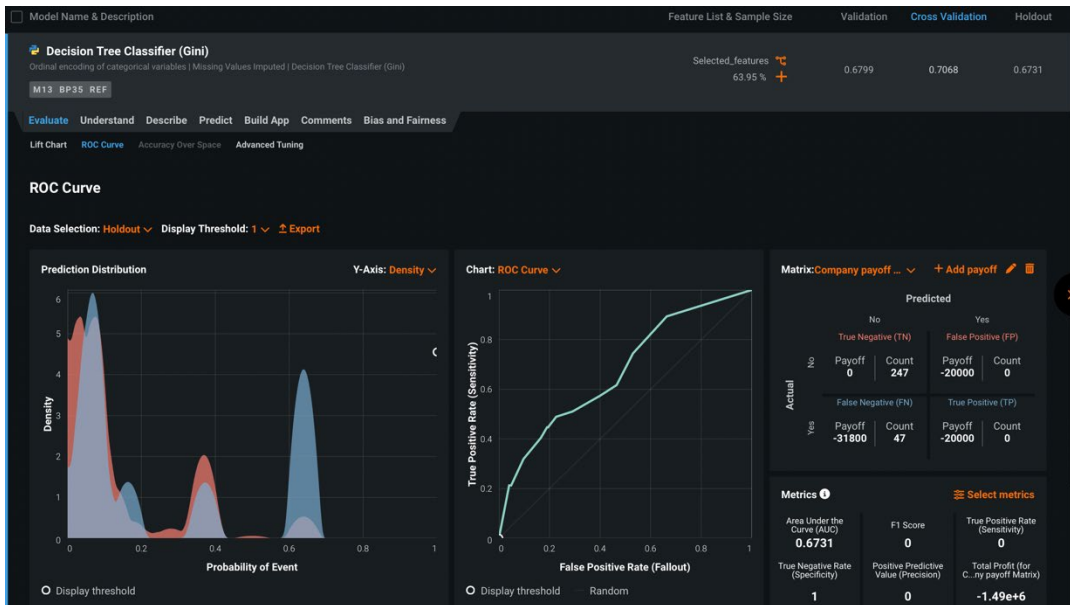 Model Name & Description Feature List & Sample Size Validation Cross Validation Holdout
Decision Tree Classifier (Gini)
Ordinal encoding of categorical variables | Missing Values Imputed | Decision Tree Classifier (Gini)
M13 BP35 REF
Selected_features
63.95 %
0.6799 0.7068 0.6731
Evaluate Understand Describe Predict Build App Comments Bias and Fairness
Lift Chart ROC Curve Accuracy Over Space Advanced Tuning
ROC Curve
Data Selection: Holdout Display Threshold: 1 Export
Prediction Distribution Y-Axis: Density
6
5
4
3
2
1
0
Density
0 0.2 0.4 0.6 0.8 1
Probability of Event
Display threshold
Chart: ROC Curve
1
0.8
0.6
0.4
0.2
0
True Positive Rate (Sensitivity)
0 0.2 0.4 0.6 0.8 1
False Positive Rate (Fallout)
Display threshold Random
Matrix:Company payoff ... + Add payoff
Predicted
No Yes
Actual
No
True Negative (TN) False Positive (FP)
Payoff Count Payoff Count
0 247 -20000 0
Yes
False Negative (FN) True Positive (TP)
Payoff Count Payoff Count
-31800 47 -20000 0
Metrics Select metrics
Area Under the
Curve (AUC)
0.6731
F1 Score
0
True Positive Rate
(Sensitivity)
0
True Negative Rate
(Specificity)
1
Positive Predictive
Value (Precision)
0
Total Profit (for
C...ny payoff Matrix)
-1.49e+6